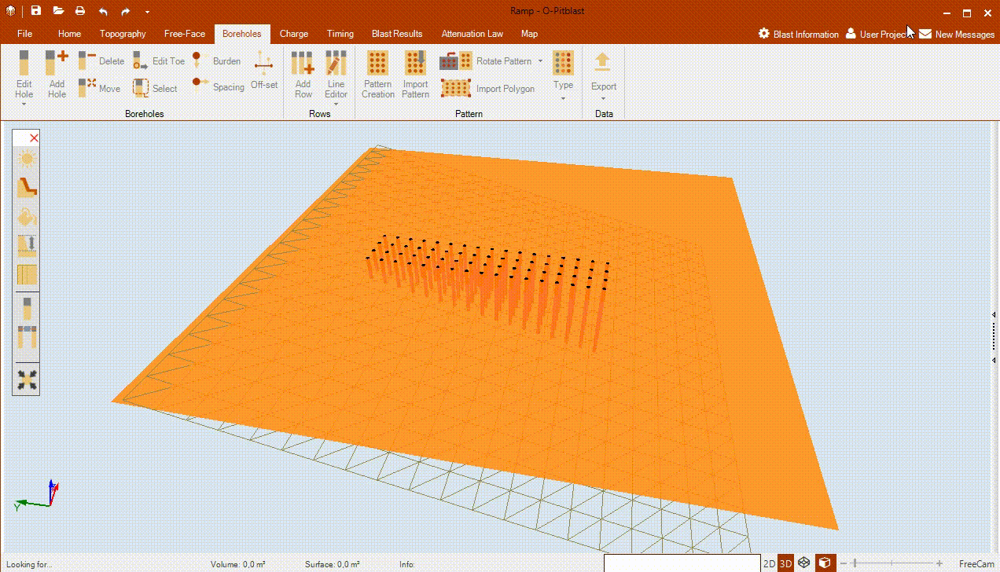 Ramp - O-Pitblast
File Home Topography Free-Face Boreholes Charge Timing Blast Results Attenuation Law Map Blast Information User Project New Messages
Edit Hole
Add Hole
Delete
Move
Edit Toe
Select
Burden
Spacing
Off-set
Add Row
Line Editor
Pattern Creation
Import Pattern
Rotate Pattern
Import Polygon
Type
Export
Boreholes Rows Pattern Data
Y
Looking for... Volume: 0,0 m³ Surface: 0,0 m² Info: 2D 3D FreeCam